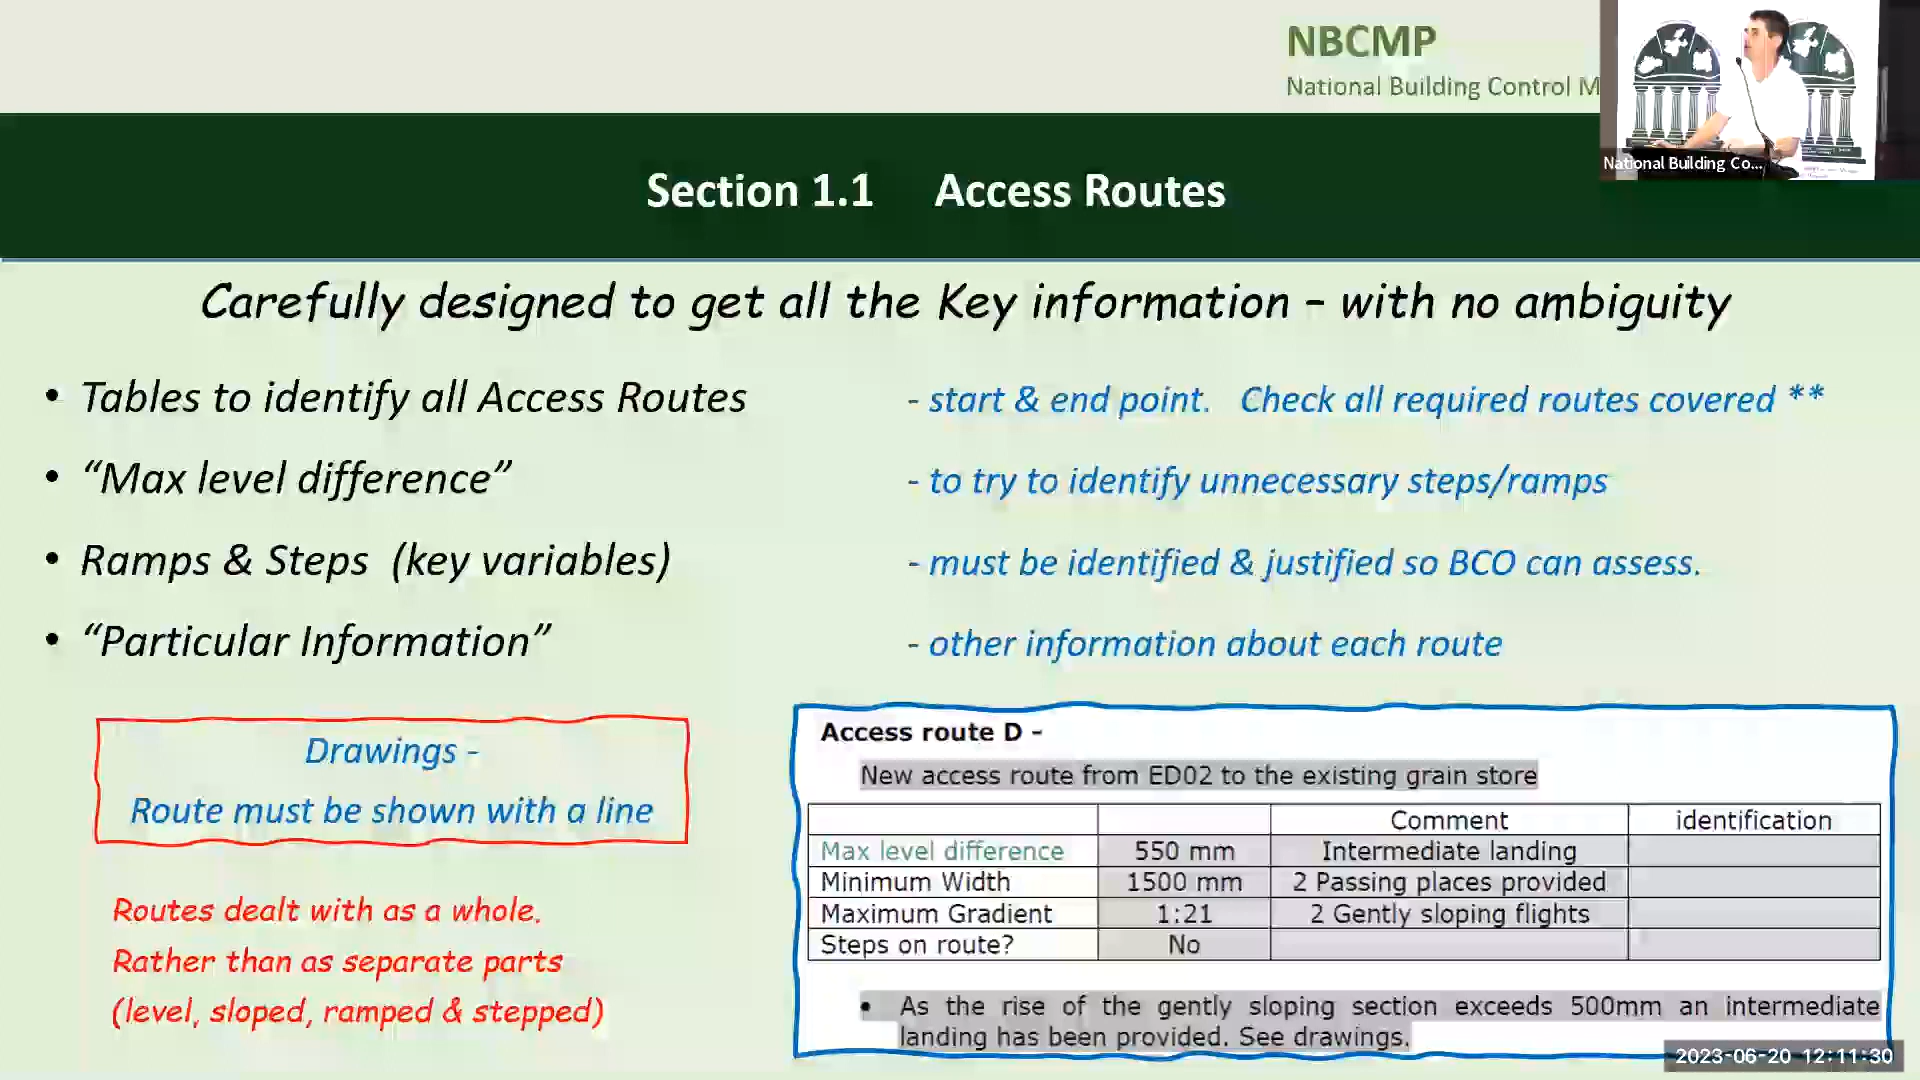 NBCMP
National Building Control M
National Building Co...
Section 1.1 Access Routes
Carefully designed to get all the Key information – with no ambiguity
• Tables to identify all Access Routes - start & end point. Check all required routes covered **
• “Max level difference” - to try to identify unnecessary steps/ramps
• Ramps & Steps (key variables) - must be identified & justified so BCO can assess.
• “Particular Information” - other information about each route
Drawings -
Route must be shown with a line
Routes dealt with as a whole.
Rather than as separate parts
(level, sloped, ramped & stepped)
Access route D -
New access route from ED02 to the existing grain store
Comment identification
Max level difference 550 mm Intermediate landing
Minimum Width 1500 mm 2 Passing places provided
Maximum Gradient 1:21 2 Gently sloping flights
Steps on route? No
• As the rise of the gently sloping section exceeds 500mm an intermediate
landing has been provided. See drawings.
2023-06-20 12:11:30